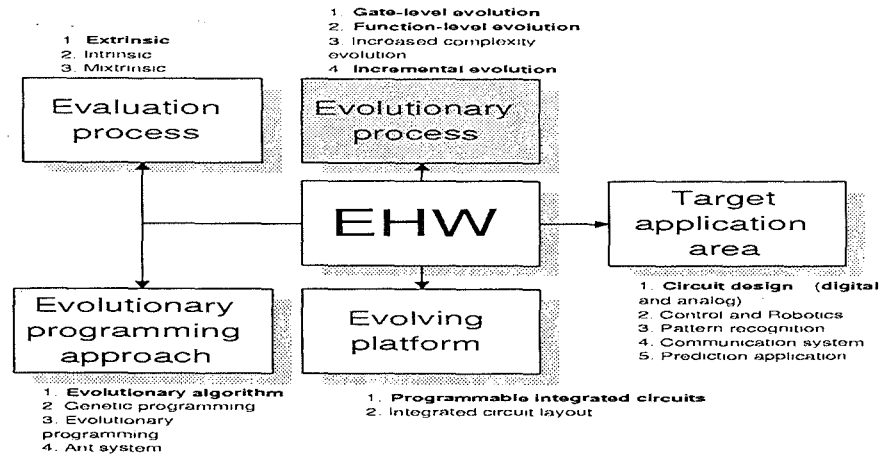 1. Gate-level evolution
2. Function-level evolution
3. Increased complexity
evolution
4 Incremental evolution
1 Extrinsic
2. Intrinsic
3. Mixtrinsic
Evaluation
process
Evolutionary
process
EHW
Target
application
area
1. Circuit design (digital
and analog)
2. Control and Robotics
3. Pattern recognition
4. Communication system
5. Prediction application
Evolutionary
programming
approach
Evolving
platform
1. Evolutionary algorithm
2 Genetic programming
3. Evolutionary
programming
4. Ant system
1. Programmable integrated circuits
2. Integrated circuit layout